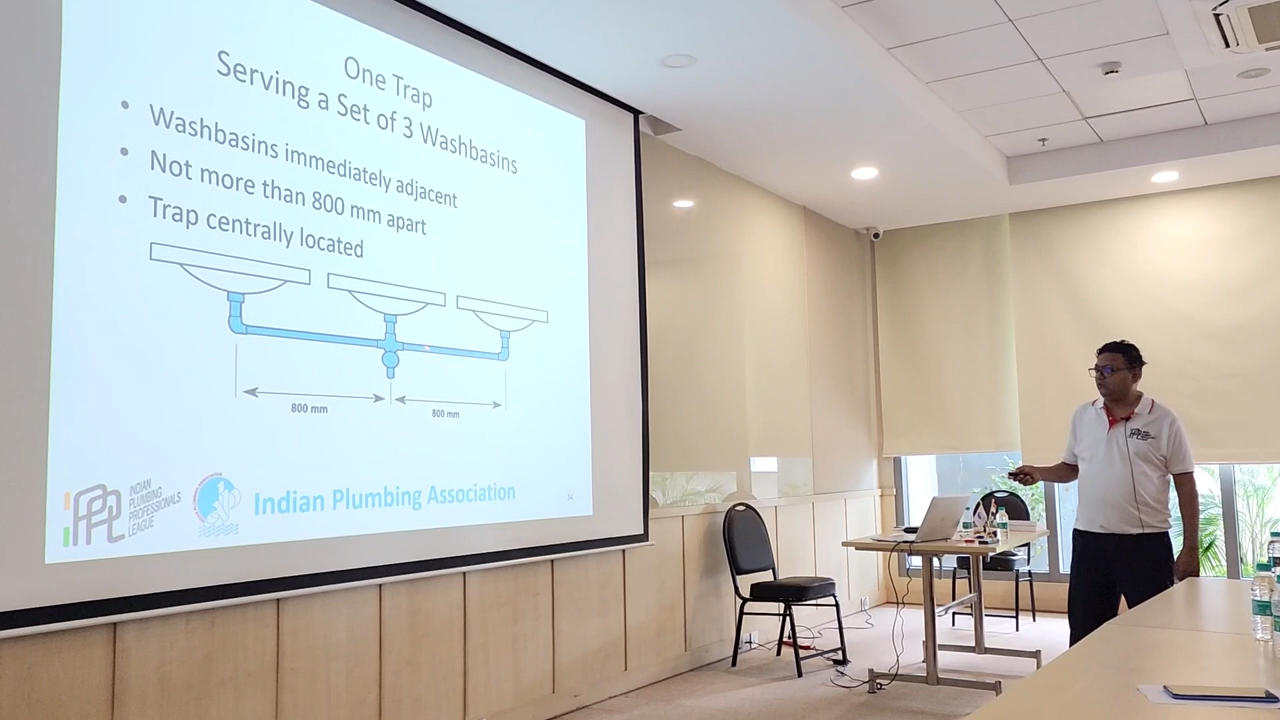 One Trap
Serving a Set of 3 Washbasins
• Washbasins immediately adjacent
• Not more than 800 mm apart
• Trap centrally located
800 mm
800 mm
INDIAN
PLUMBING
PROFESSIONALS
LEAGUE
Indian Plumbing Association
34